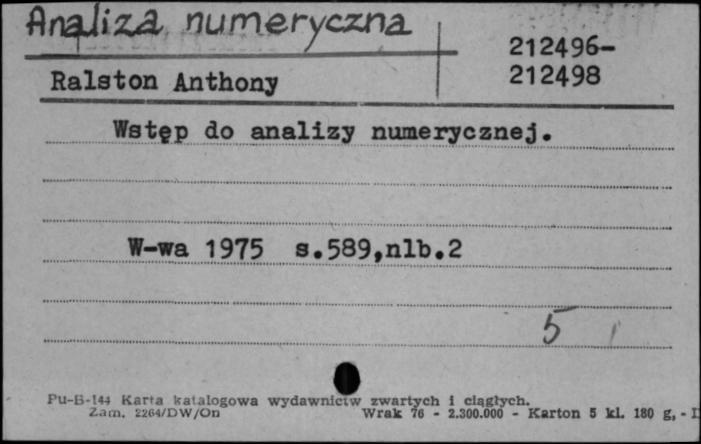 Analiza numeryczna
212496-
Ralston Anthony
212498
Wstęp do analizy numerycznej.
W-wa 1975 s.589,nlb.2
5
Pu-B-144 Karta katalogowa wydawnictw zwartych i ciągłych.
Zam. 2264/DW/On Wrak 76 - 2.300.000 - Karton 5 kl. 180 g, - I